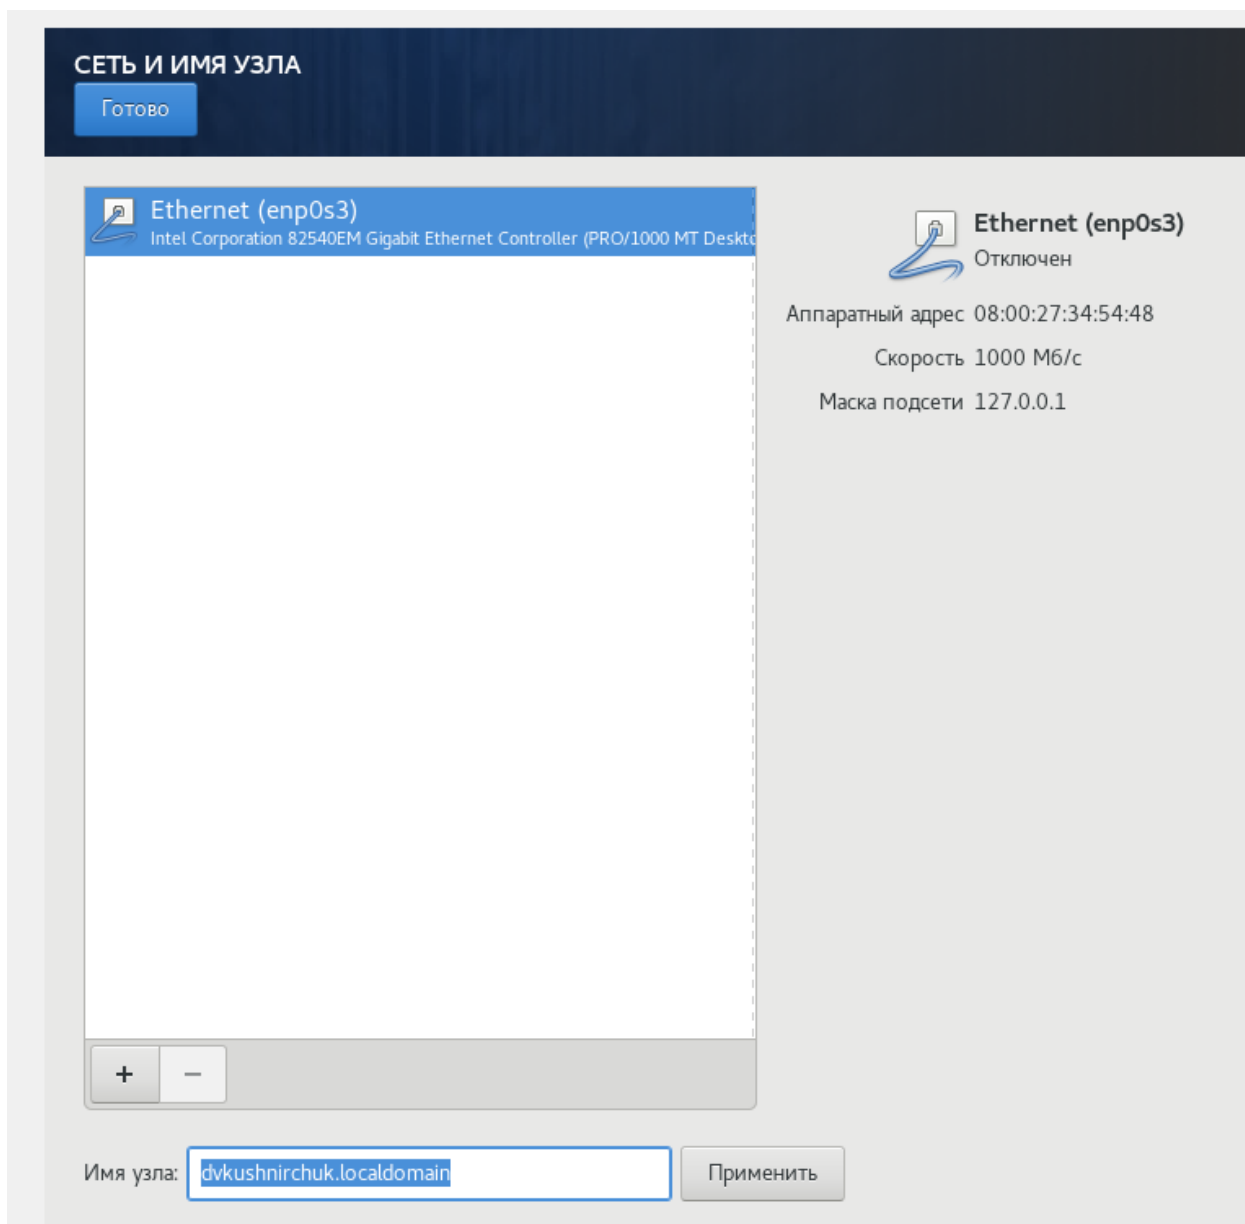 СЕТЬ И ИМЯ УЗЛА
Готово
Ethernet (enp0s3)
Intel Corporation 82540EM Gigabit Ethernet Controller (PRO/1000 MT Deskto
Ethernet (enp0s3)
Отключен
Аппаратный адрес 08:00:27:34:54:48
Скорость 1000 Мб/с
Маска подсети 127.0.0.1
+ −
Имя узла: dvkushnirchuk.localdomain Применить